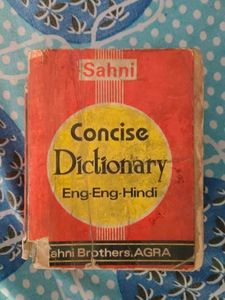 Sahni
Concise
Dictionary
Eng-Eng-Hindi
ahni Brothers, AGRA